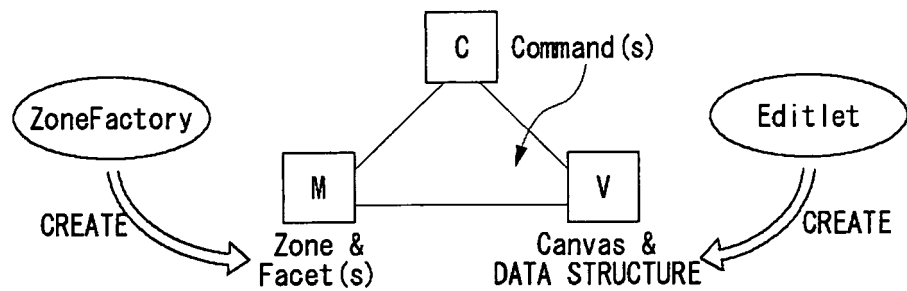 C
Command(s)
ZoneFactory
Editlet
M
V
CREATE
CREATE
Zone &
Facet(s)
Canvas &
DATA STRUCTURE